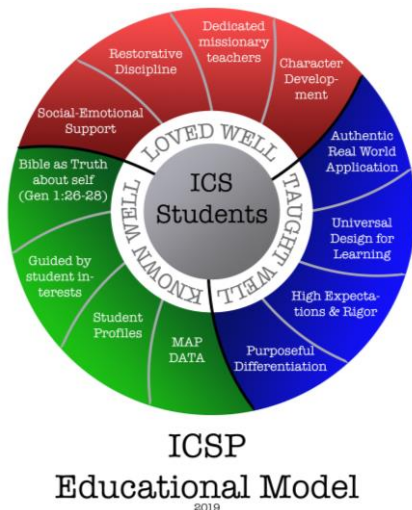 Dedicated
missionary
teachers
Restorative
Discipline
Character
Develop-
ment
Social-Emotional
Support
LOVED WELL
Authentic
Real World
Application
Bible as Truth
about self
(Gen 1:26-28)
ICS
Students
KNOWN WELL
TAUGHT WELL
Universal
Design for
Learning
Guided by
student in-
terests
High Expecta-
tions & Rigor
Student
Profiles
MAP
DATA
Purposeful
Differentiation
ICSP
Educational Model
2019